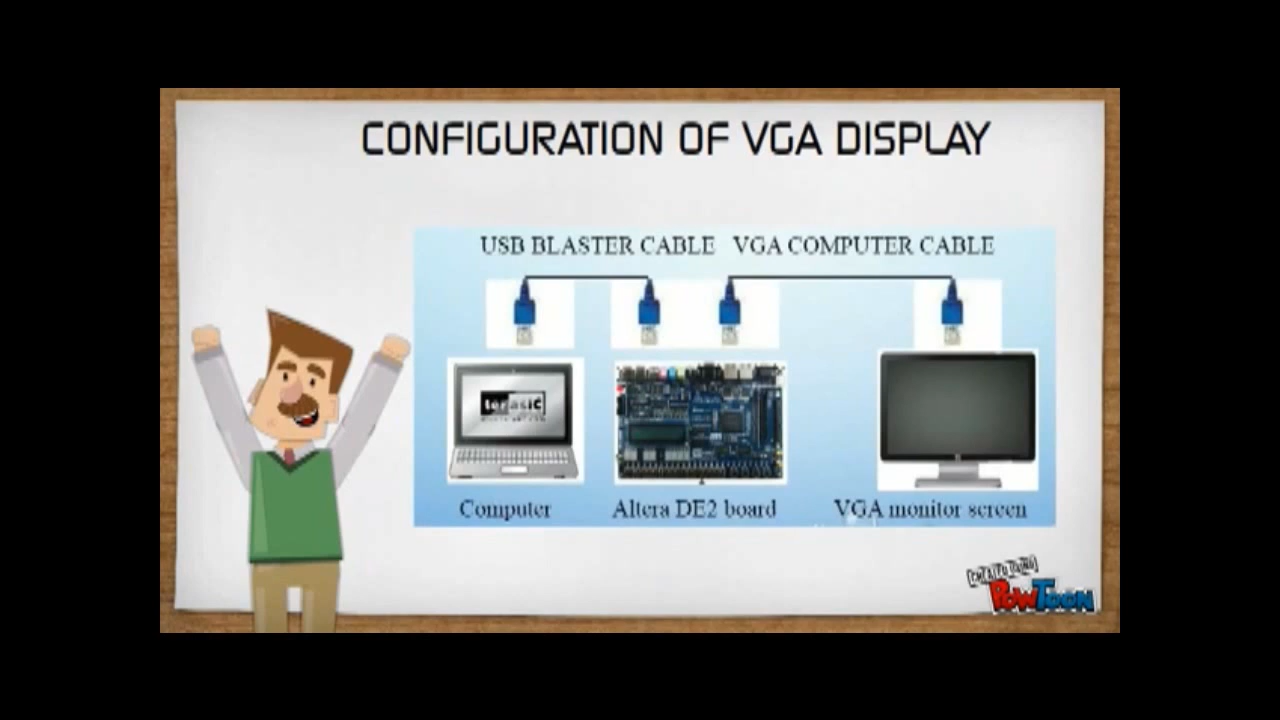 CONFIGURATION OF VGA DISPLAY
USB BLASTER CABLE VGA COMPUTER CABLE
terasic
Computer Altera DE2 board VGA monitor screen
CREATED USING
POWTOON